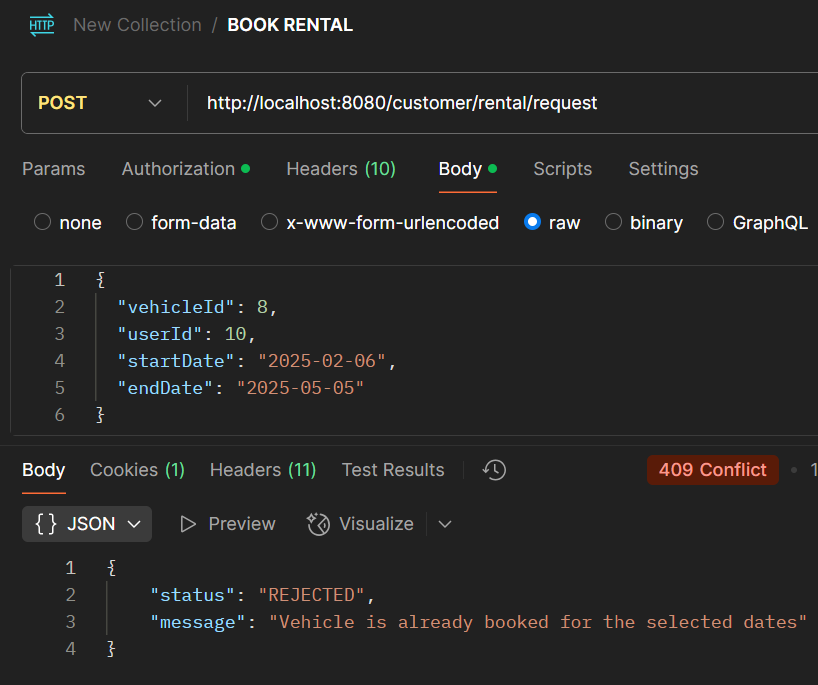 HTTP New Collection / BOOK RENTAL
POST http://localhost:8080/customer/rental/request
Params Authorization Headers (10) Body Scripts Settings
none form-data x-www-form-urlencoded raw binary GraphQL
1 {
2 "vehicleId": 8,
3 "userId": 10,
4 "startDate": "2025-02-06",
5 "endDate": "2025-05-05"
6 }
Body Cookies (1) Headers (11) Test Results 409 Conflict • 1
{ } JSON Preview Visualize
1 {
2 "status": "REJECTED",
3 "message": "Vehicle is already booked for the selected dates"
4 }